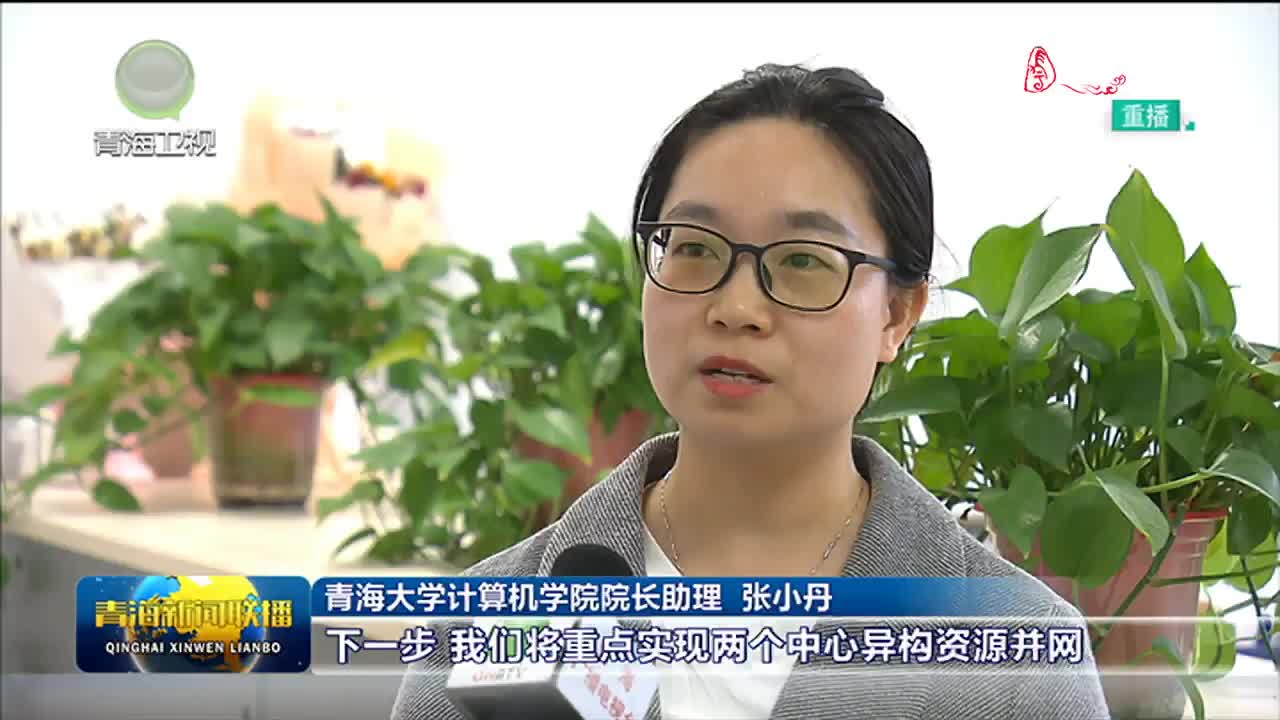 青海卫视
重播
青海大学计算机学院院长助理 张小丹
青海新闻联播
QINGHAI XINWEN LIANBO
下一步 我们将重点实现两个中心异构资源并网